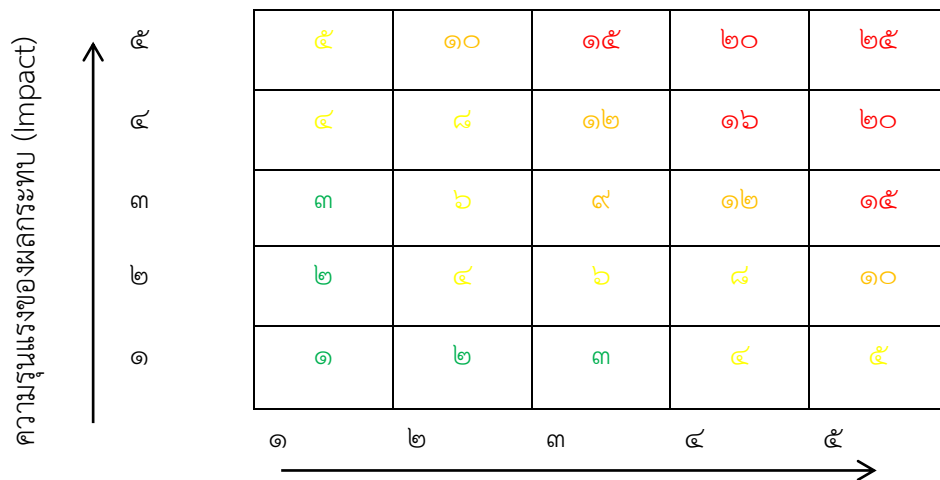 ความรุนแรงของผลกระทบ (Impact)
๕ ๕ ๑๐ ๑๕ ๒๐ ๒๕
๔ ๔ ๘ ๑๒ ๑๖ ๒๐
๓ ๓ ๖ ๙ ๑๒ ๑๕
๒ ๒ ๔ ๖ ๘ ๑๐
๑ ๑ ๒ ๓ ๔ ๕
๑ ๒ ๓ ๔ ๕